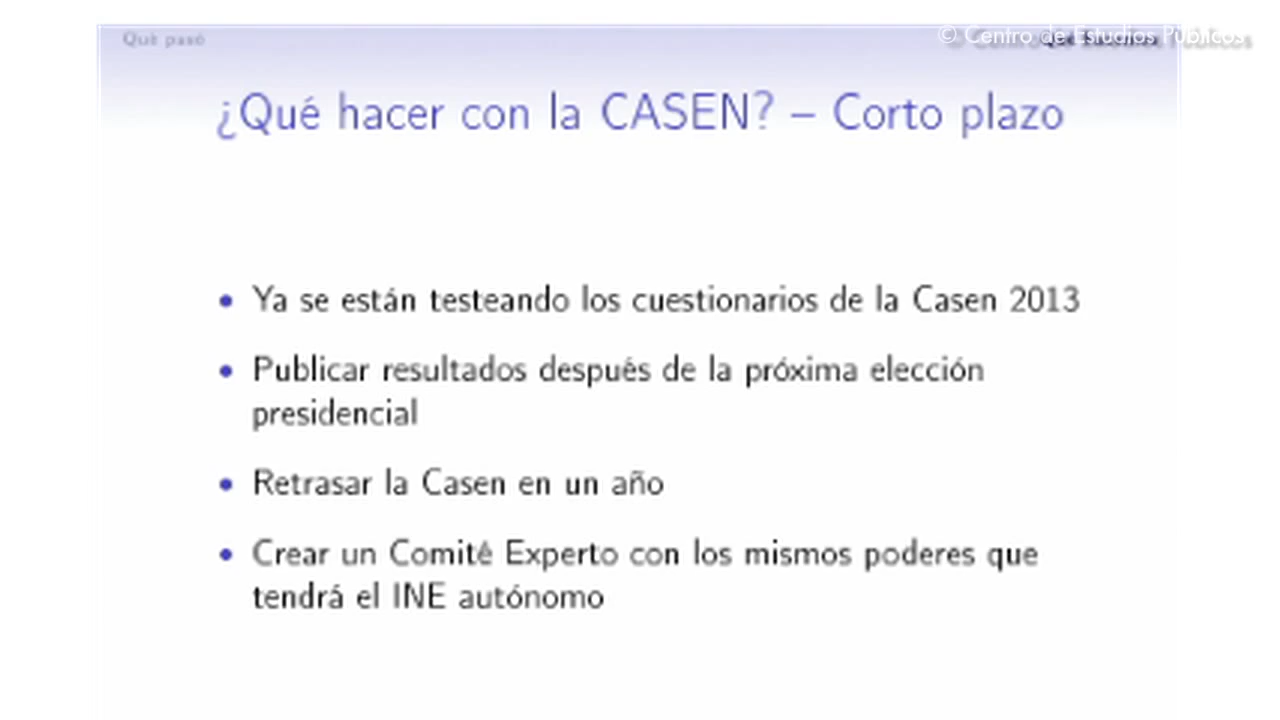 Qué pasó
© Centro de Estudios Públicos
¿Qué hacer con la CASEN? – Corto plazo
• Ya se están testeando los cuestionarios de la Casen 2013
• Publicar resultados después de la próxima elección
presidencial
• Retrasar la Casen en un año
• Crear un Comité Experto con los mismos poderes que
tendrá el INE autónomo